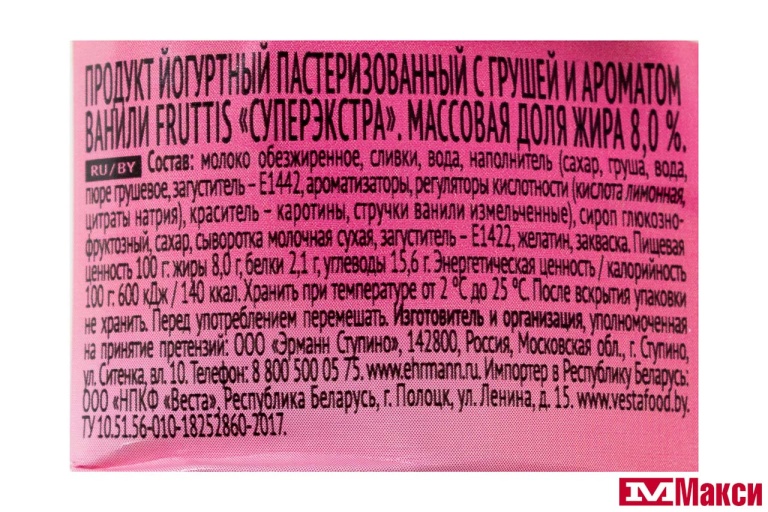 ПРОДУКТ ЙОГУРТНЫЙ ПАСТЕРИЗОВАННЫЙ С ГРУШЕЙ И АРОМАТОМ
ВАНИЛИ FRUTTIS «СУПЕРЭКСТРА». МАССОВАЯ ДОЛЯ ЖИРА 8,0 %.
RU/BY Состав: молоко обезжиренное, сливки, вода, наполнитель (сахар, груша, вода,
пюре грушевое, загуститель – Е1442, ароматизаторы, регуляторы кислотности (кислота лимонная,
цитраты натрия), краситель – каротины, стручки ванили измельченные), сироп глюкозно-
фруктозный, сахар, сыворотка молочная сухая, загуститель – Е1422, желатин, закваска. Пищевая
ценность 100 г: жиры 8,0 г, белки 2,1 г, углеводы 15,6 г. Энергетическая ценность / калорийность
100 г: 600 кДж / 140 ккал. Хранить при температуре от 2 °С до 25 °С. После вскрытия упаковки
не хранить. Перед употреблением перемешать. Изготовитель и организация, уполномоченная
на принятие претензий: ООО «Эрманн Ступино», 142800, Россия, Московская обл., г. Ступино,
ул. Ситенка, вл. 10. Телефон: 8 800 500 05 75. www.ehrmann.ru. Импортер в Республику Беларусь:
ООО «НПКФ «Веста», Республика Беларусь, г. Полоцк, ул. Ленина, д. 15. www.vestafood.by.
ТУ 10.51.56-010-18252860-2017.
Макси